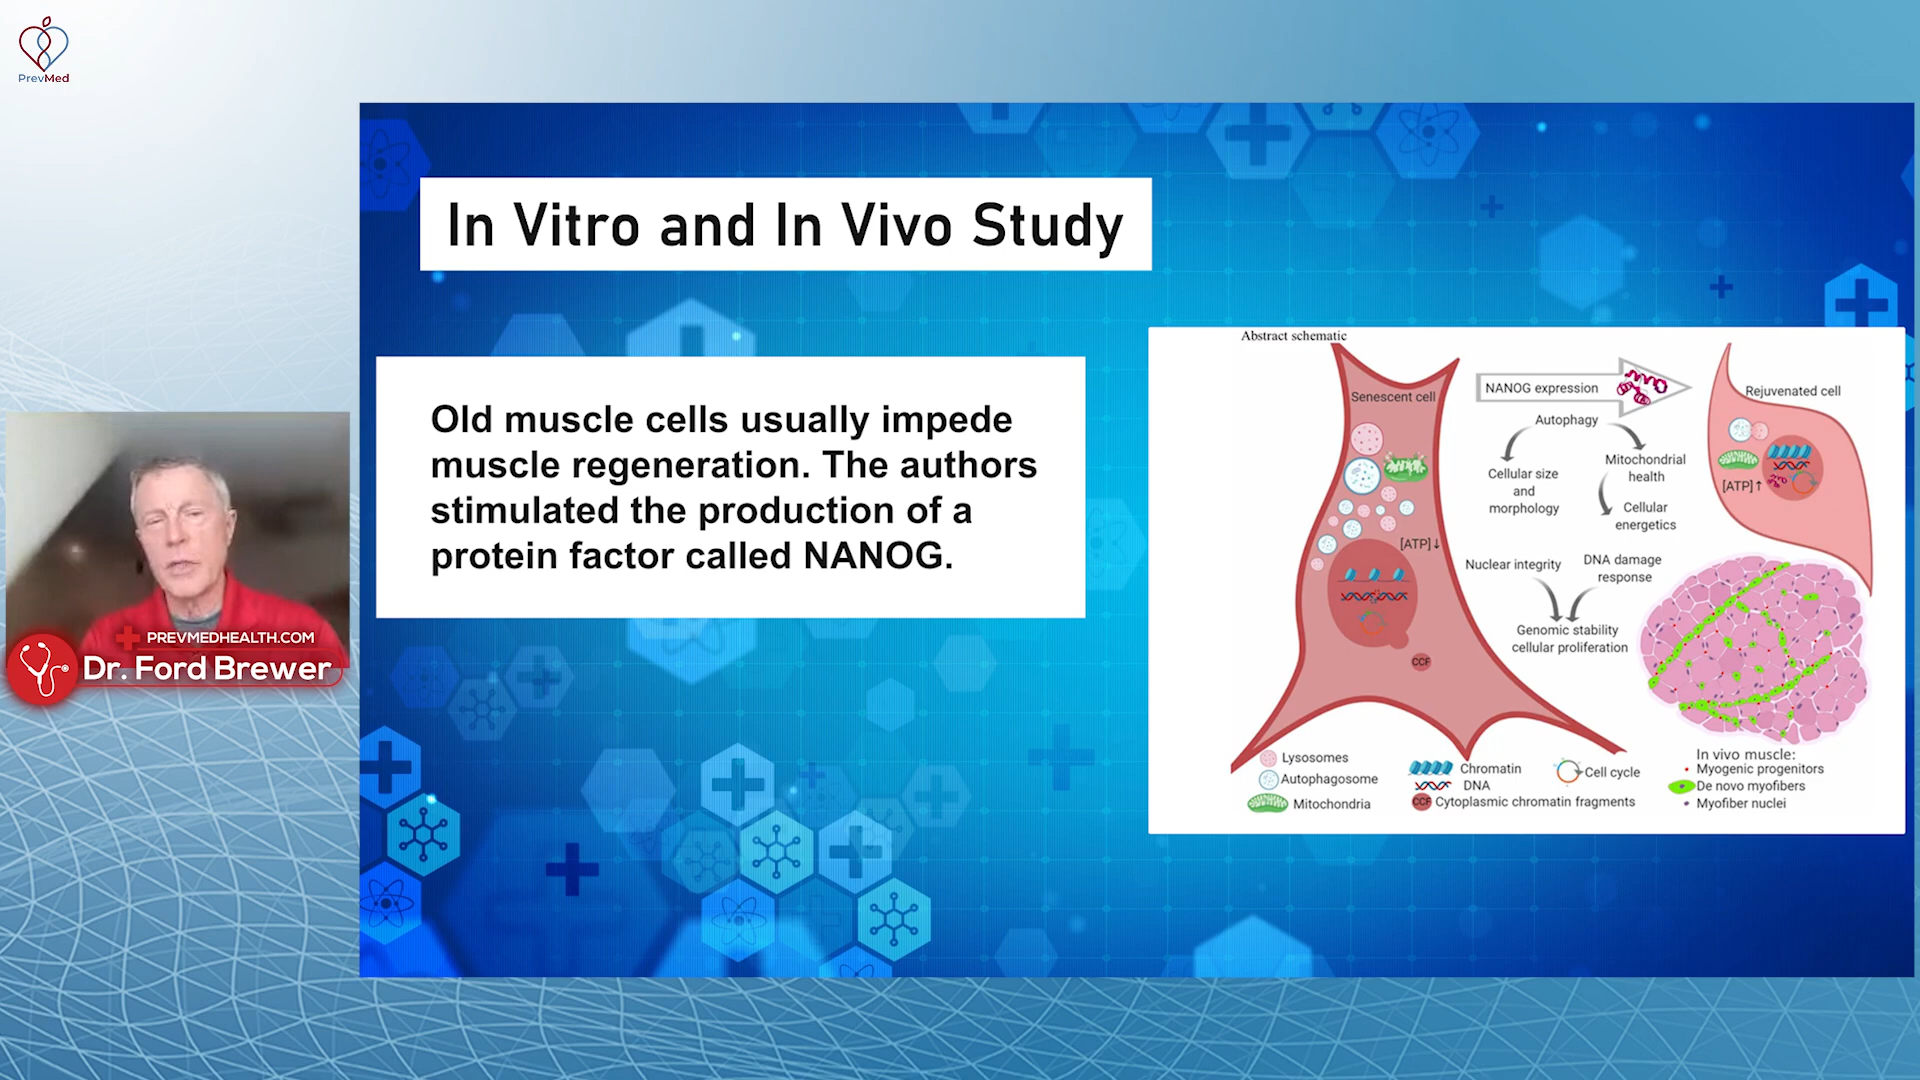 PrevMed
In Vitro and In Vivo Study
Old muscle cells usually impede
muscle regeneration. The authors
stimulated the production of a
protein factor called NANOG.
PREVMEDHEALTH.COM
Dr. Ford Brewer
Abstract schematic
Senescent cell
[ATP]↓
CCF
NANOG expression
Autophagy
Cellular size
and
morphology
Mitochondrial
health
Cellular
energetics
Nuclear integrity
DNA damage
response
Genomic stability
cellular proliferation
Rejuvenated cell
[ATP]↑
Lysosomes
Autophagosome
Mitochondria
Chromatin
DNA
CCF Cytoplasmic chromatin fragments
Cell cycle
In vivo muscle:
Myogenic progenitors
De novo myofibers
Myofiber nuclei